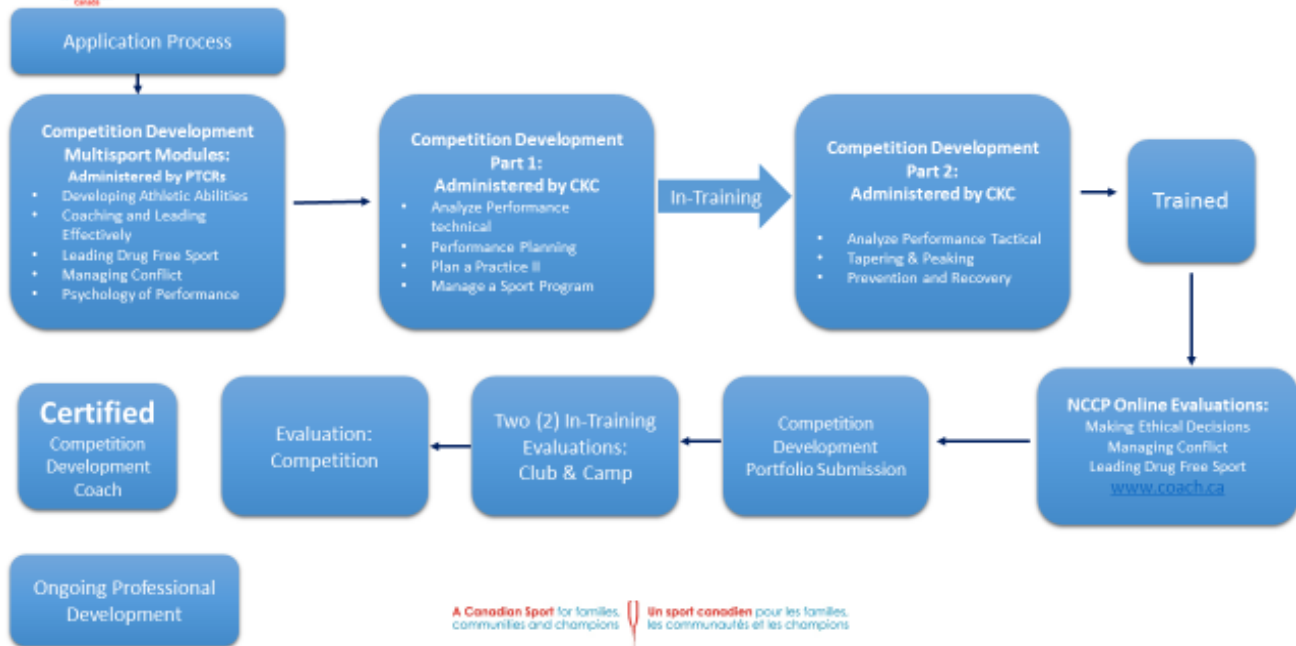 Canada
Application Process
Competition Development
Multisport Modules:
Administered by PTCRs
• Developing Athletic Abilities
• Coaching and Leading
Effectively
• Leading Drug Free Sport
• Managing Conflict
• Psychology of Performance
Competition Development
Part 1:
Administered by CKC
• Analyze Performance
technical
• Performance Planning
• Plan a Practice II
• Manage a Sport Program
In-Training
Competition Development
Part 2:
Administered by CKC
• Analyze Performance Tactical
• Tapering & Peaking
• Prevention and Recovery
Trained
NCCP Online Evaluations:
Making Ethical Decisions
Managing Conflict
Leading Drug Free Sport
www.coach.ca
Competition
Development
Portfolio Submission
Two (2) In-Training
Evaluations:
Club & Camp
Evaluation:
Competition
Certified
Competition
Development
Coach
Ongoing Professional
Development
A Canadian Sport for families,
communities and champions
Un sport canadien pour les familles,
les communautés et les champions